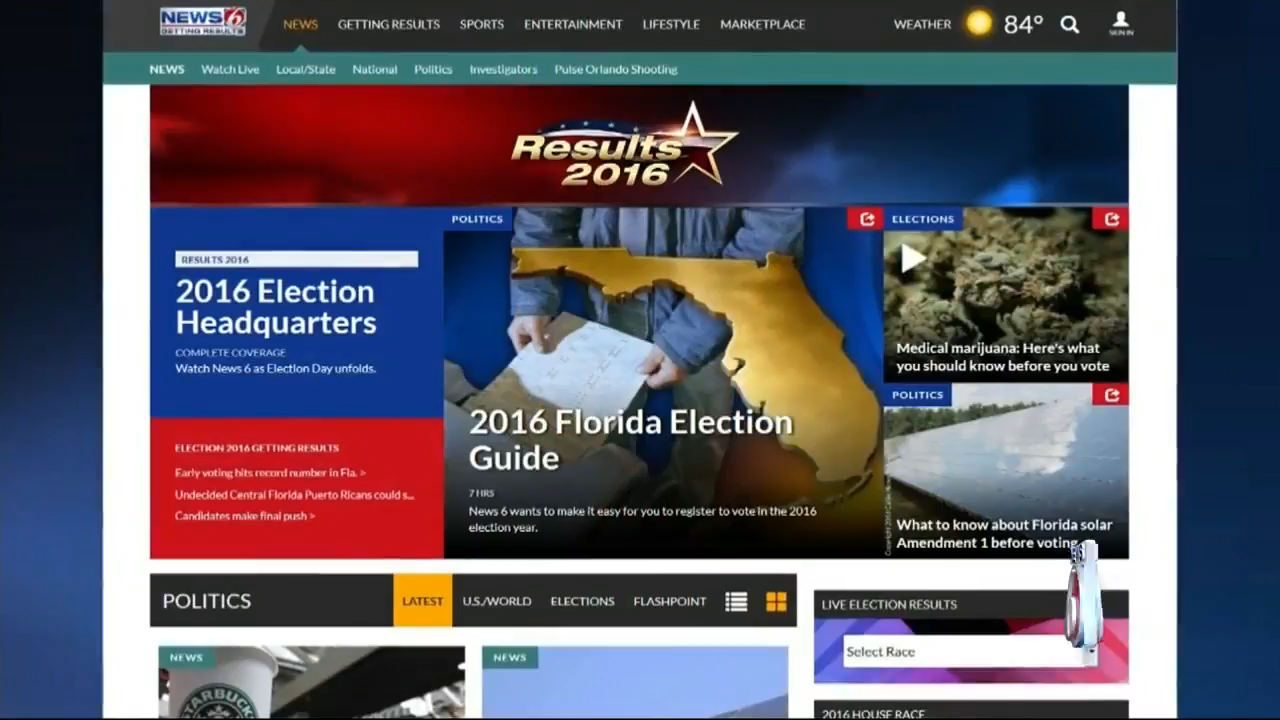 NEWS 6
GETTING RESULTS
NEWS GETTING RESULTS SPORTS ENTERTAINMENT LIFESTYLE MARKETPLACE WEATHER 84°
SIGN IN
NEWS Watch Live Local/State National Politics Investigators Pulse Orlando Shooting
Results
2016
RESULTS 2016
2016 Election
Headquarters
COMPLETE COVERAGE
Watch News 6 as Election Day unfolds.
ELECTION 2016 GETTING RESULTS
Early voting hits record number in Fla. >
Undecided Central Florida Puerto Ricans could s...
Candidates make final push >
POLITICS
2016 Florida Election
Guide
7 HRS
News 6 wants to make it easy for you to register to vote in the 2016
election year.
ELECTIONS
Medical marijuana: Here's what
you should know before you vote
POLITICS
What to know about Florida solar
Amendment 1 before voting
POLITICS LATEST U.S./WORLD ELECTIONS FLASHPOINT
NEWS
STARBUCKS
NEWS
LIVE ELECTION RESULTS
Select Race
2016 HOUSE RACE